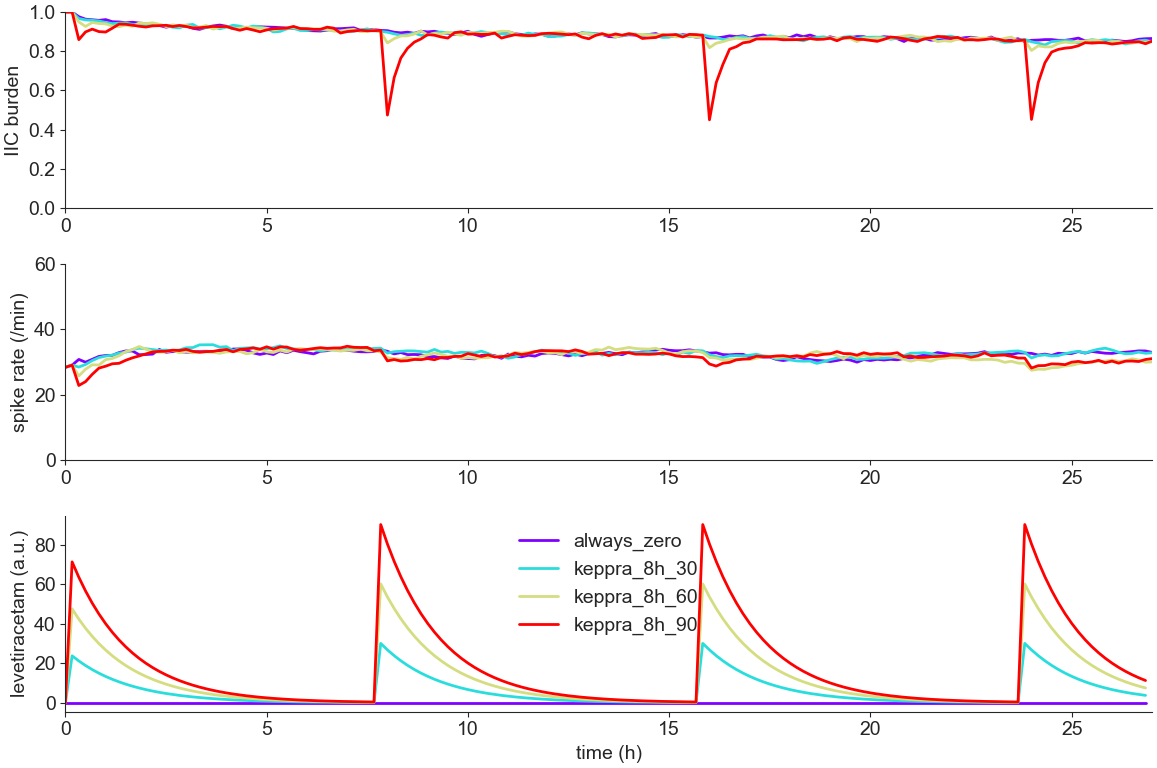 IIC burden
1.0
0.8
0.6
0.4
0.2
0.0
0 5 10 15 20 25
spike rate (/min)
60
40
20
0
0 5 10 15 20 25
levetiracetam (a.u.)
80
60
40
20
0
always_zero
keppra_8h_30
keppra_8h_60
keppra_8h_90
0 5 10 15 20 25
time (h)